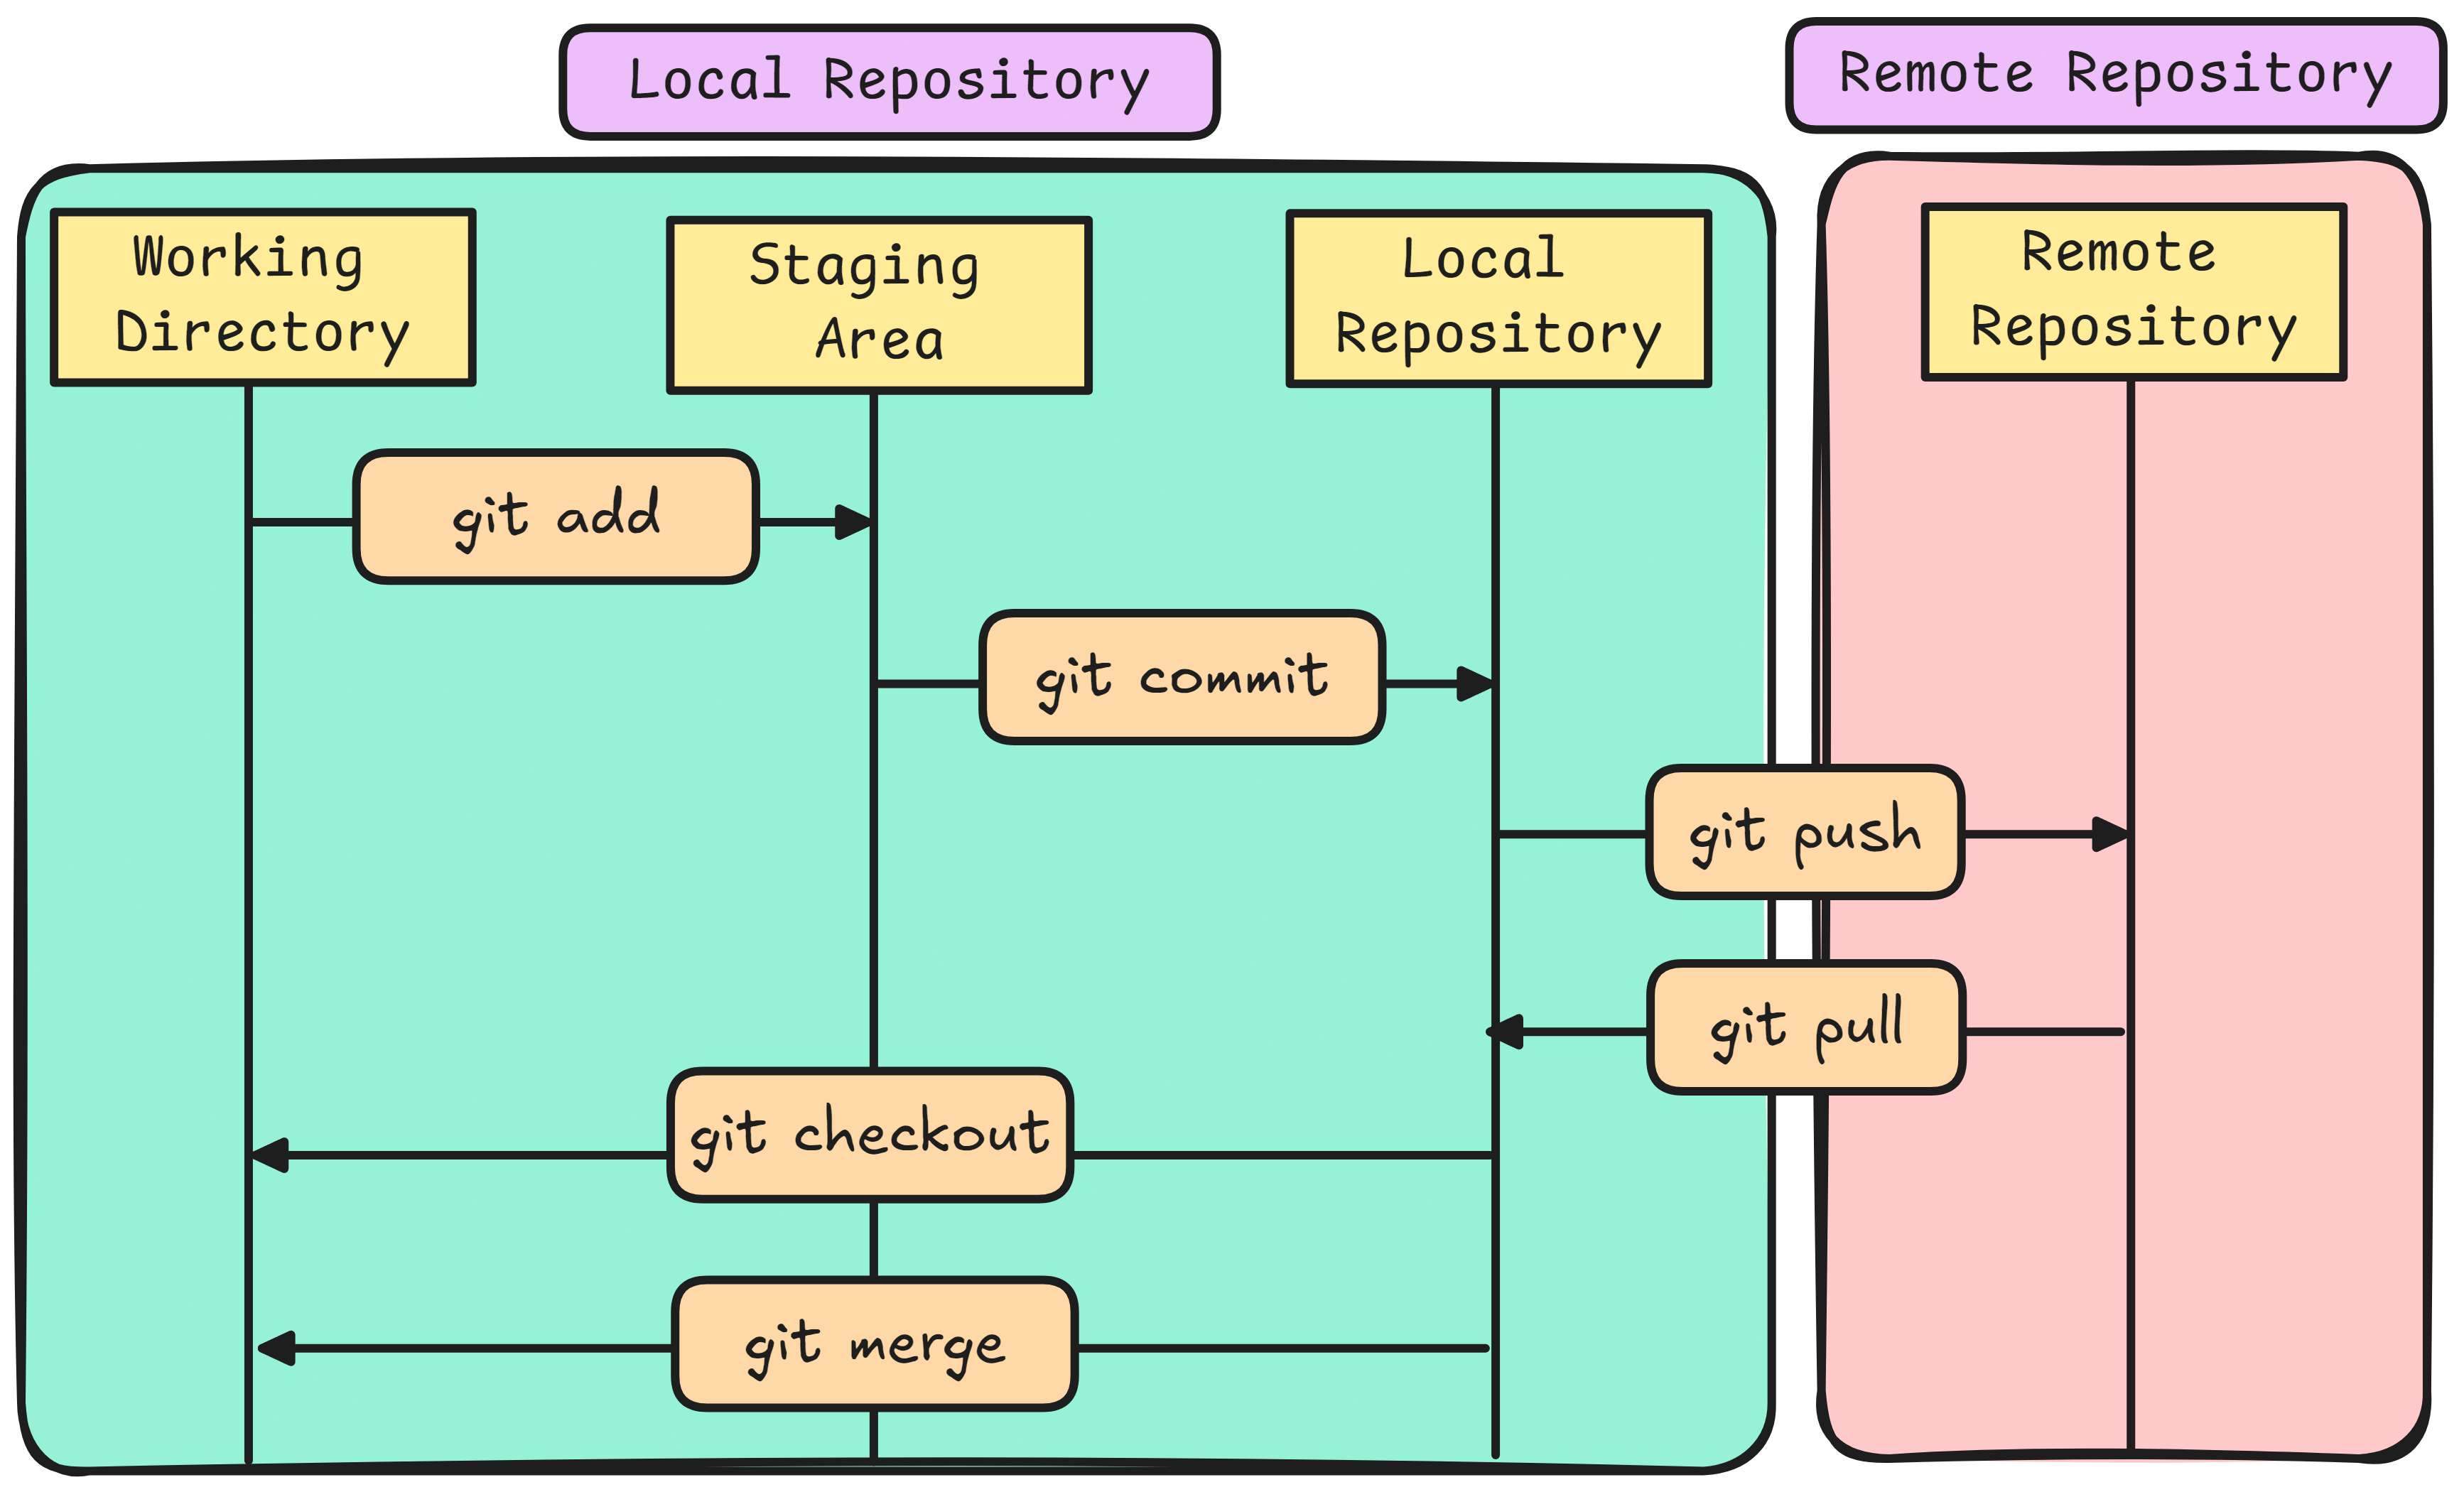 Local Repository
Remote Repository
Working
Directory
Staging
Area
Local
Repository
Remote
Repository
git add
git commit
git push
git pull
git checkout
git merge